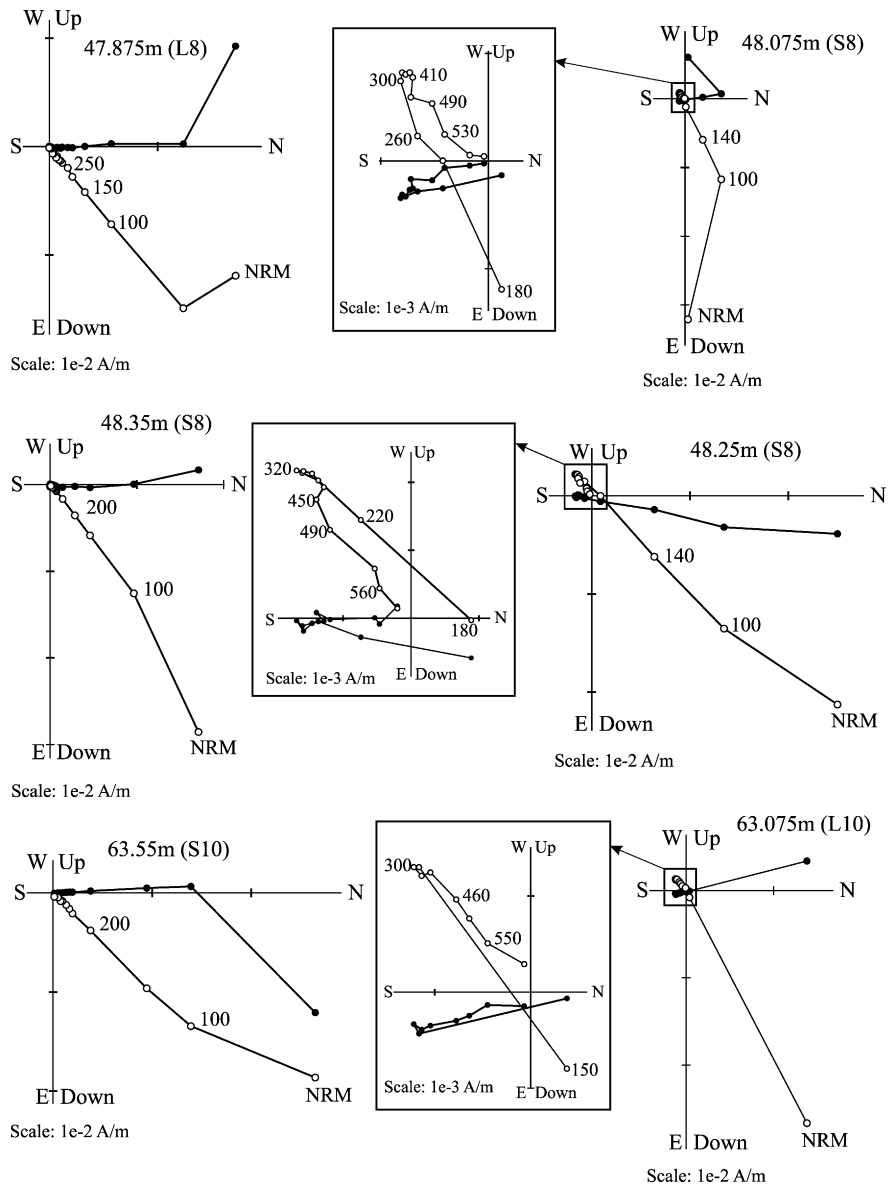 W Up
47.875m (L8)
S
N
250
150
100
NRM
E Down
Scale: 1e-2 A/m
W Up
300
410
490
260
530
S
N
180
Scale: 1e-3 A/m
E Down
W Up
48.075m (S8)
S
N
140
100
NRM
E Down
Scale: 1e-2 A/m
48.35m (S8)
W Up
S
N
200
100
NRM
E Down
Scale: 1e-2 A/m
W Up
320
450
220
490
560
S
N
180
Scale: 1e-3 A/m
E Down
W Up
48.25m (S8)
S
N
140
100
NRM
E Down
Scale: 1e-2 A/m
63.55m (S10)
W Up
S
N
200
100
NRM
E Down
Scale: 1e-2 A/m
W Up
300
460
550
S
N
150
Scale: 1e-3 A/m
E Down
63.075m (L10)
W Up
S
N
NRM
E Down
Scale: 1e-2 A/m